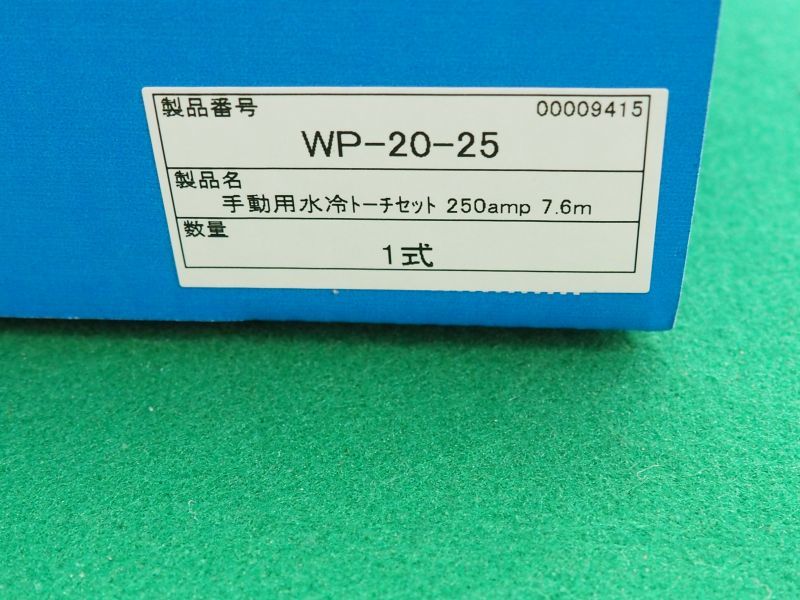 製品番号 00009415
WP-20-25
製品名
手動用水冷トーチセット 250amp 7.6m
数量
1式